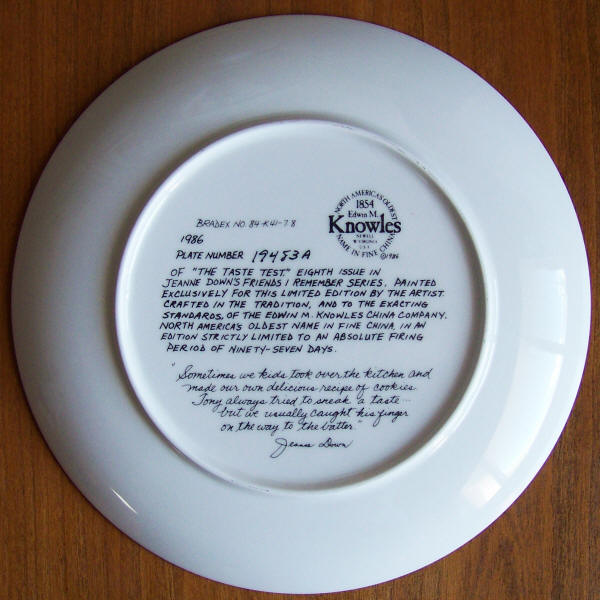 NORTH AMERICA'S OLDEST
1854
Edwin M.
Knowles
NEWELL
W. VIRGINIA
U.S.A.
NAME IN FINE CHINA
©1986
BRADEX NO. 84-K41-7.8
1986
PLATE NUMBER 19453A
OF "THE TASTE TEST." EIGHTH ISSUE IN
JEANNE DOWN'S FRIENDS I REMEMBER SERIES. PAINTED
EXCLUSIVELY FOR THIS LIMITED EDITION BY THE ARTIST.
CRAFTED IN THE TRADITION, AND TO THE EXACTING
STANDARDS, OF THE EDWIN M. KNOWLES CHINA COMPANY.
NORTH AMERICA'S OLDEST NAME IN FINE CHINA. IN AN
EDITION STRICTLY LIMITED TO AN ABSOLUTE FIRING
PERIOD OF NINETY-SEVEN DAYS.
"Sometimes we kids took over the kitchen and
made our own delicious recipe of cookies.
Tony always tried to sneak a taste...
but we usually caught his finger
on the way to the batter."
Jeanne Down